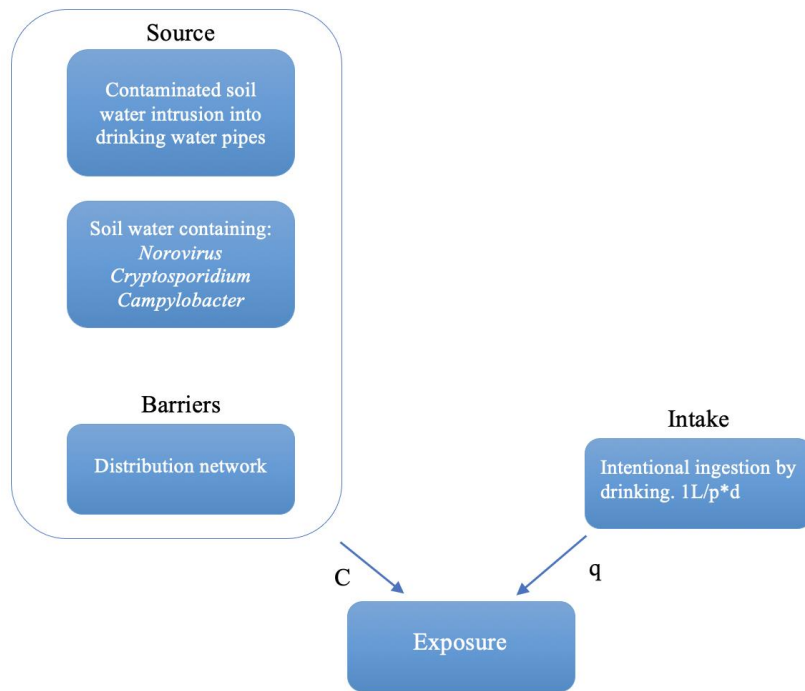 Source
Contaminated soil
water intrusion into
drinking water pipes
Soil water containing:
Norovirus
Cryptosporidium
Campylobacter
Barriers
Distribution network
Intake
Intentional ingestion by
drinking. 1L/p*d
C
q
Exposure